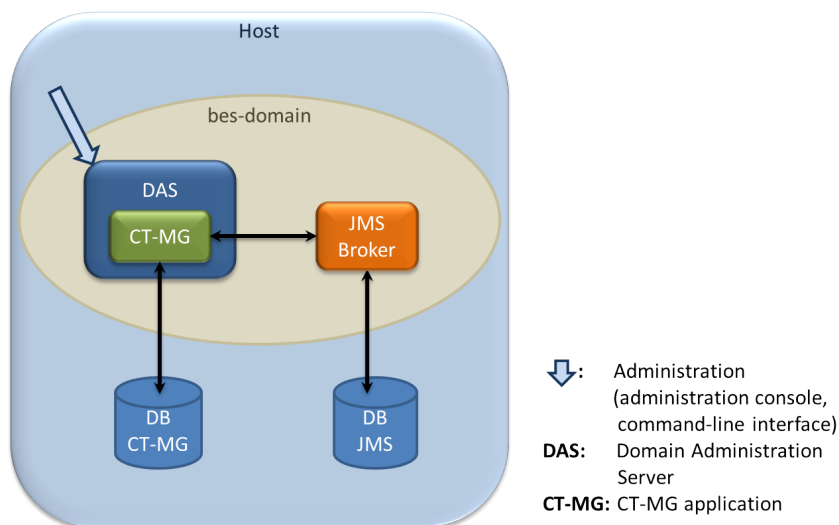 Host
bes-domain
DAS
CT-MG
JMS
Broker
DB
CT-MG
DB
JMS
: Administration
(administration console,
command-line interface)
DAS: Domain Administration
Server
CT-MG: CT-MG application